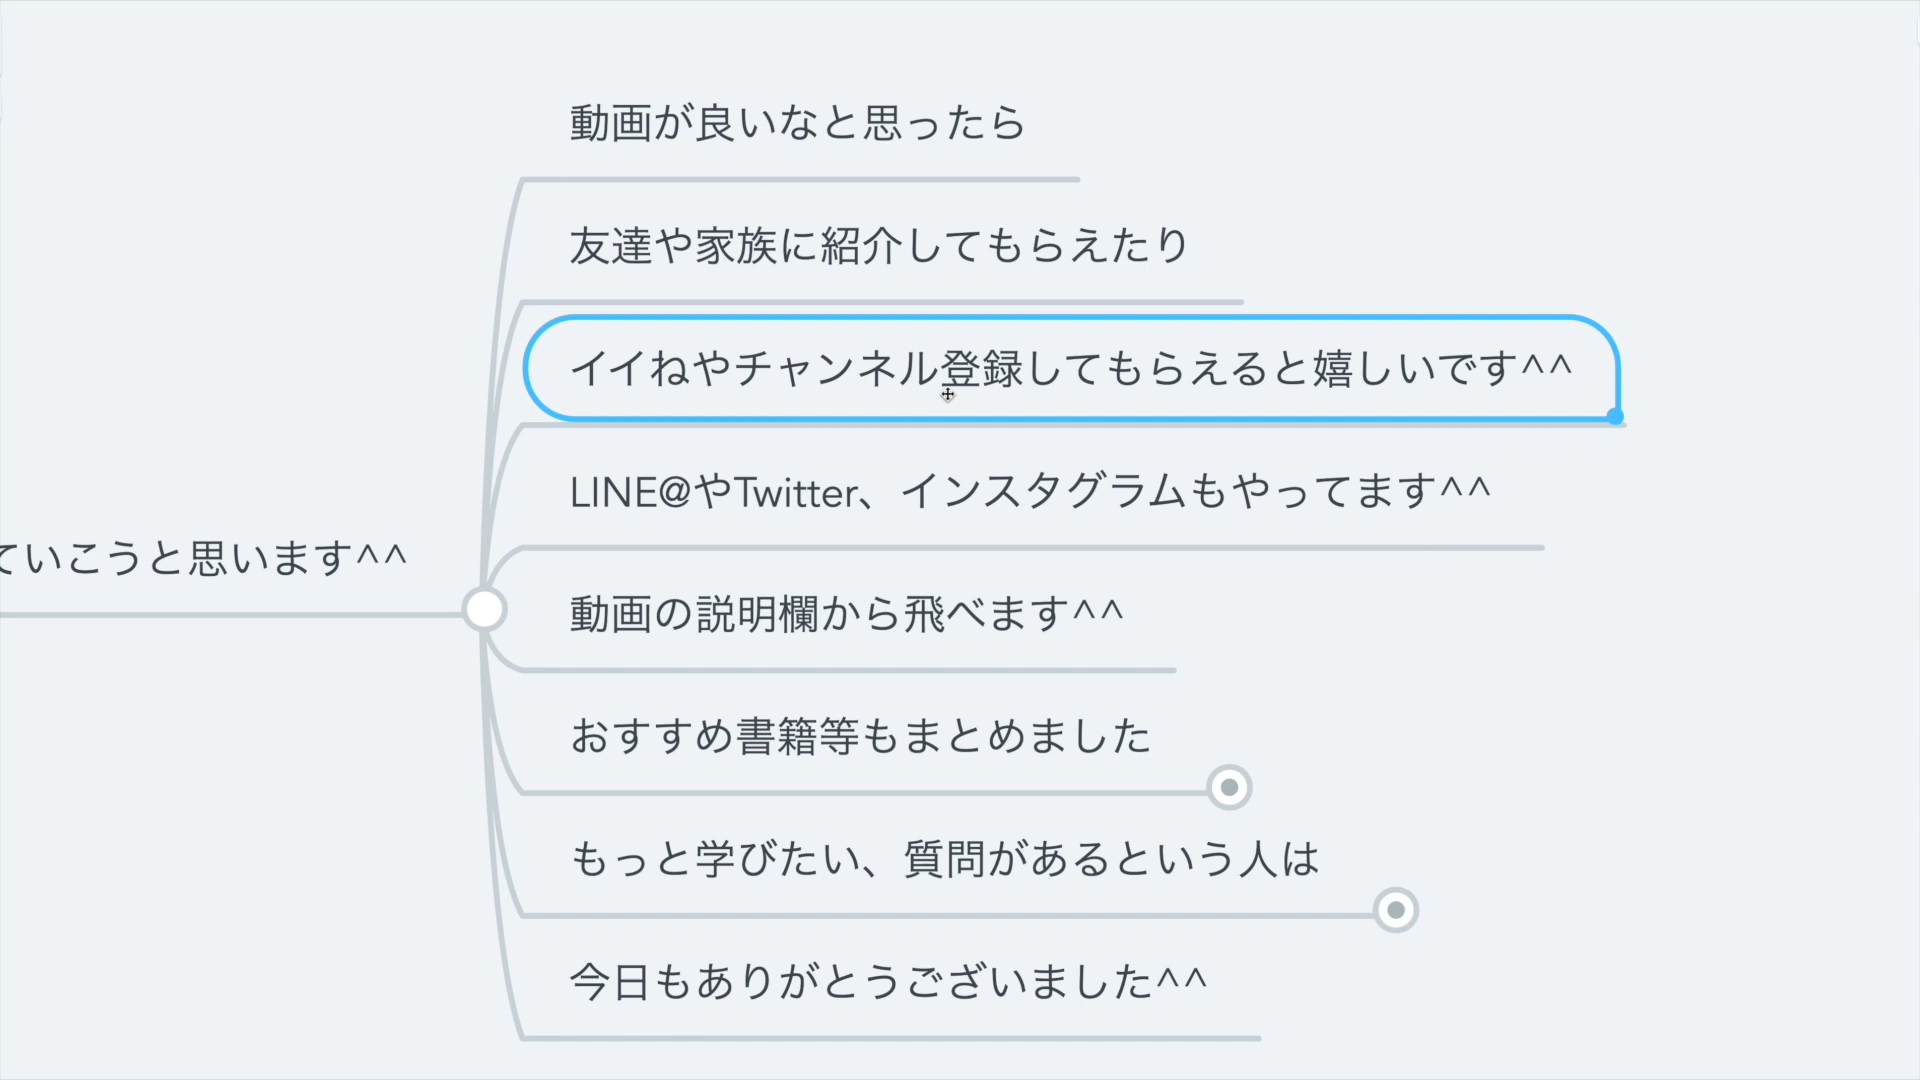 動画が良いなと思ったら
友達や家族に紹介してもらえたり
イイねやチャンネル登録してもらえると嬉しいです^^
LINE@やTwitter、インスタグラムもやってます^^
ていこうと思います^^
動画の説明欄から飛べます^^
おすすめ書籍等もまとめました
もっと学びたい、質問があるという人は
今日もありがとうございました^^